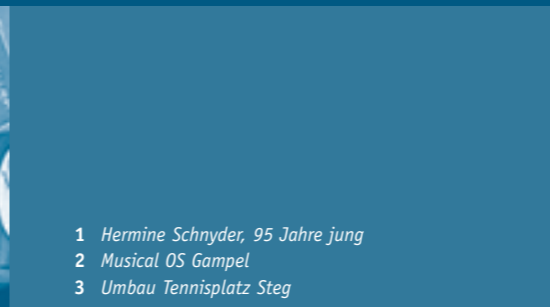 1 Hermine Schnyder, 95 Jahre jung
2 Musical OS Gampel
3 Umbau Tennisplatz Steg